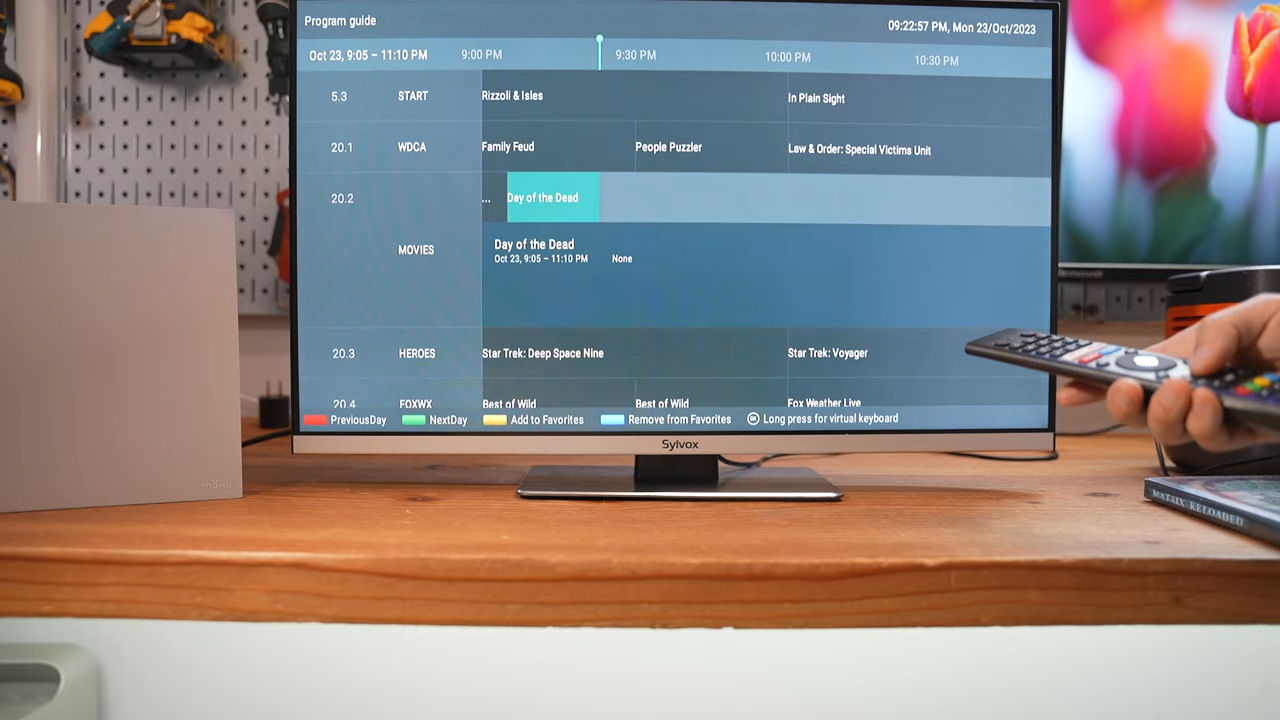 Program guide
09:22:57 PM, Mon 23/Oct/2023
Oct 23, 9:05 – 11:10 PM 9:00 PM 9:30 PM 10:00 PM 10:30 PM
5.3 START Rizzoli & Isles In Plain Sight
20.1 WDCA Family Feud People Puzzler Law & Order: Special Victims Unit
20.2 ... Day of the Dead
MOVIES Day of the Dead
Oct 23, 9:05 – 11:10 PM None
20.3 HEROES Star Trek: Deep Space Nine Star Trek: Voyager
20.4 FOXWX Best of Wild Best of Wild Fox Weather Live
PreviousDay NextDay Add to Favorites Remove from Favorites OK Long press for virtual keyboard
Sylvox
mohu
MATRIX RELOADED